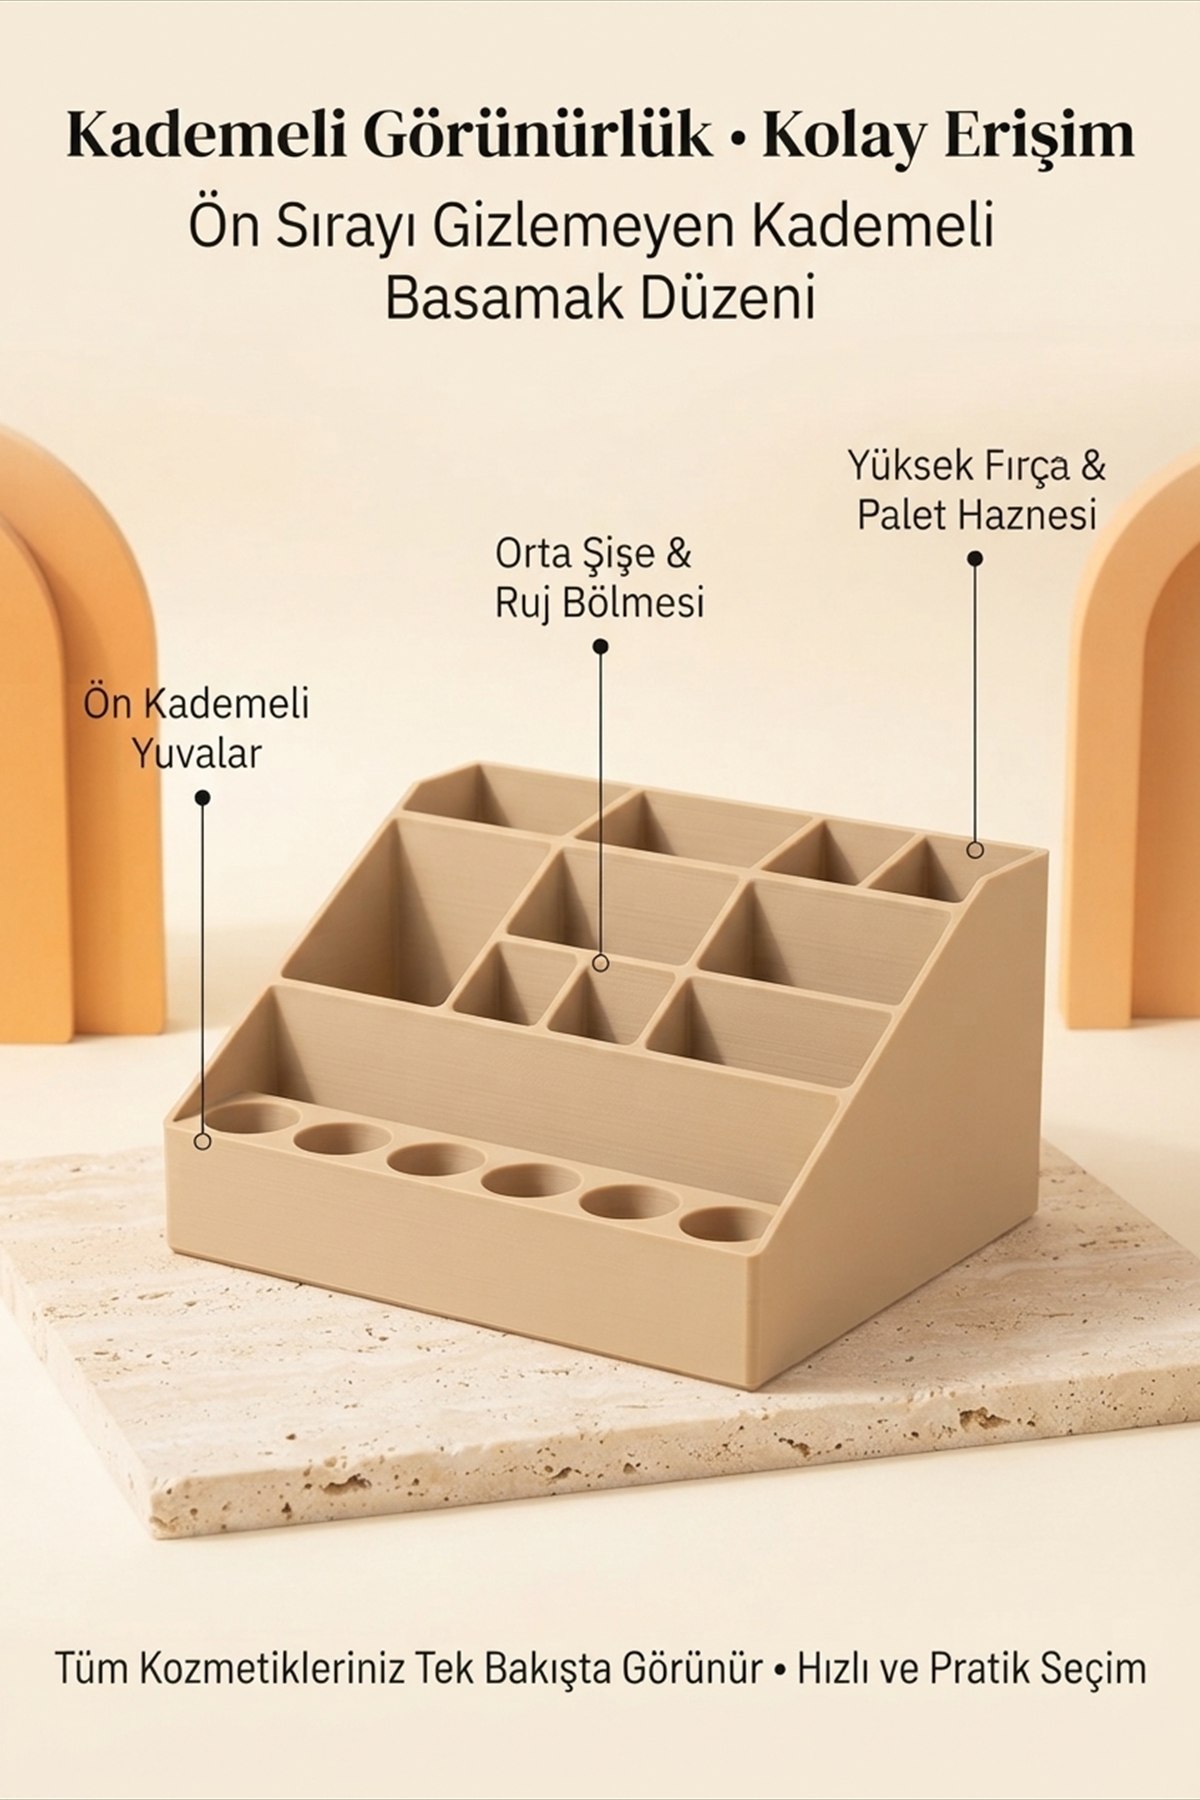 Kademeli Görünürlük • Kolay Erişim
Ön Sırayı Gizlemeyen Kademeli
Basamak Düzeni
Yüksek Fırça &
Palet Haznesi
Orta Şişe &
Ruj Bölmesi
Ön Kademeli
Yuvalar
Tüm Kozmetikleriniz Tek Bakışta Görünür • Hızlı ve Pratik Seçim